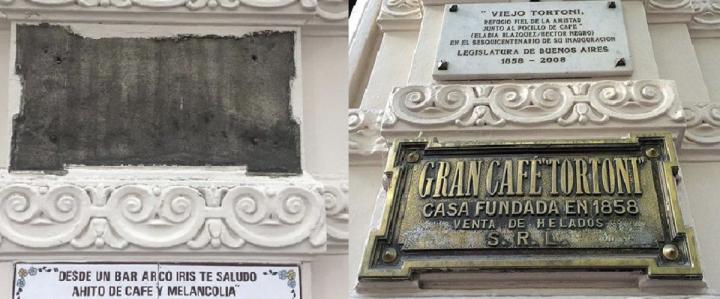 "DESDE UN BAR ARCO IRIS TE SALUDO
AHITO DE CAFE Y MELANCOLIA"
"VIEJO TORTONI,
REFUGIO FIEL DE LA AMISTAD
JUNTO AL POCILLO DE CAFE"
(ELADIA BLAZQUEZ/HECTOR NEGRO)
EN EL SESQUICENTENARIO DE SU INAUGURACION
LEGISLATURA DE BUENOS AIRES
1858 - 2008
GRAN CAFÉ "TORTONI"
CASA FUNDADA EN 1858
VENTA DE HELADOS
S.R.L.